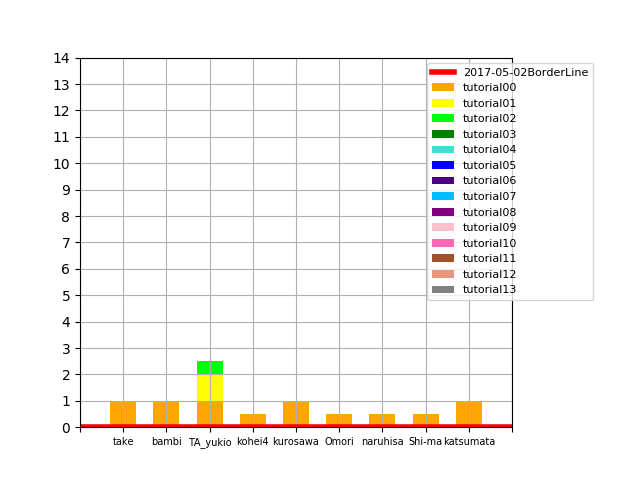 14
13
12
11
10
9
8
7
6
5
4
3
2
1
0
take bambi TA_yukio kohei4 kurosawa Omori naruhisa Shi-ma katsumata
2017-05-02BorderLine
tutorial00
tutorial01
tutorial02
tutorial03
tutorial04
tutorial05
tutorial06
tutorial07
tutorial08
tutorial09
tutorial10
tutorial11
tutorial12
tutorial13